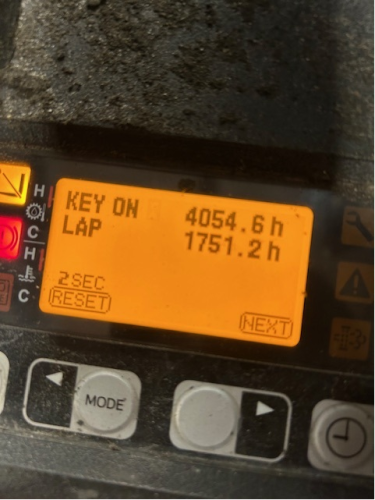 KEY ON 4054.6h
LAP 1751.2h
2SEC
RESET
NEXT
H
C
H
C
MODE